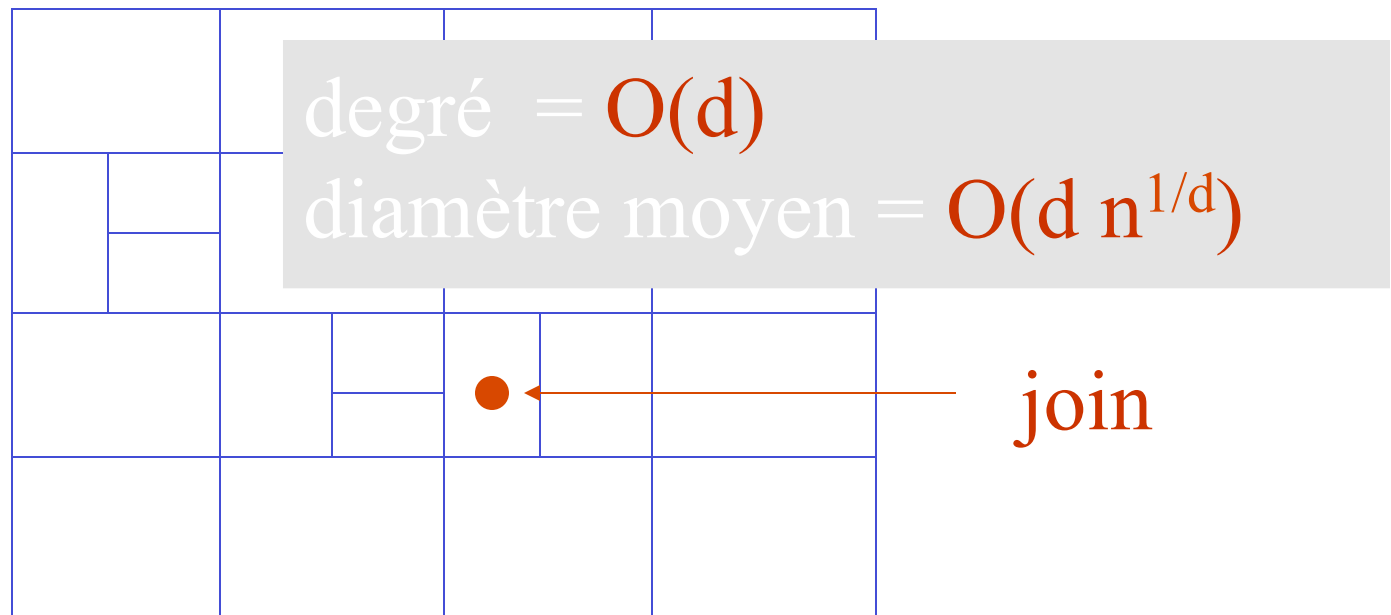 degré = O(d)
diamètre moyen = O(d n^{1/d})
join